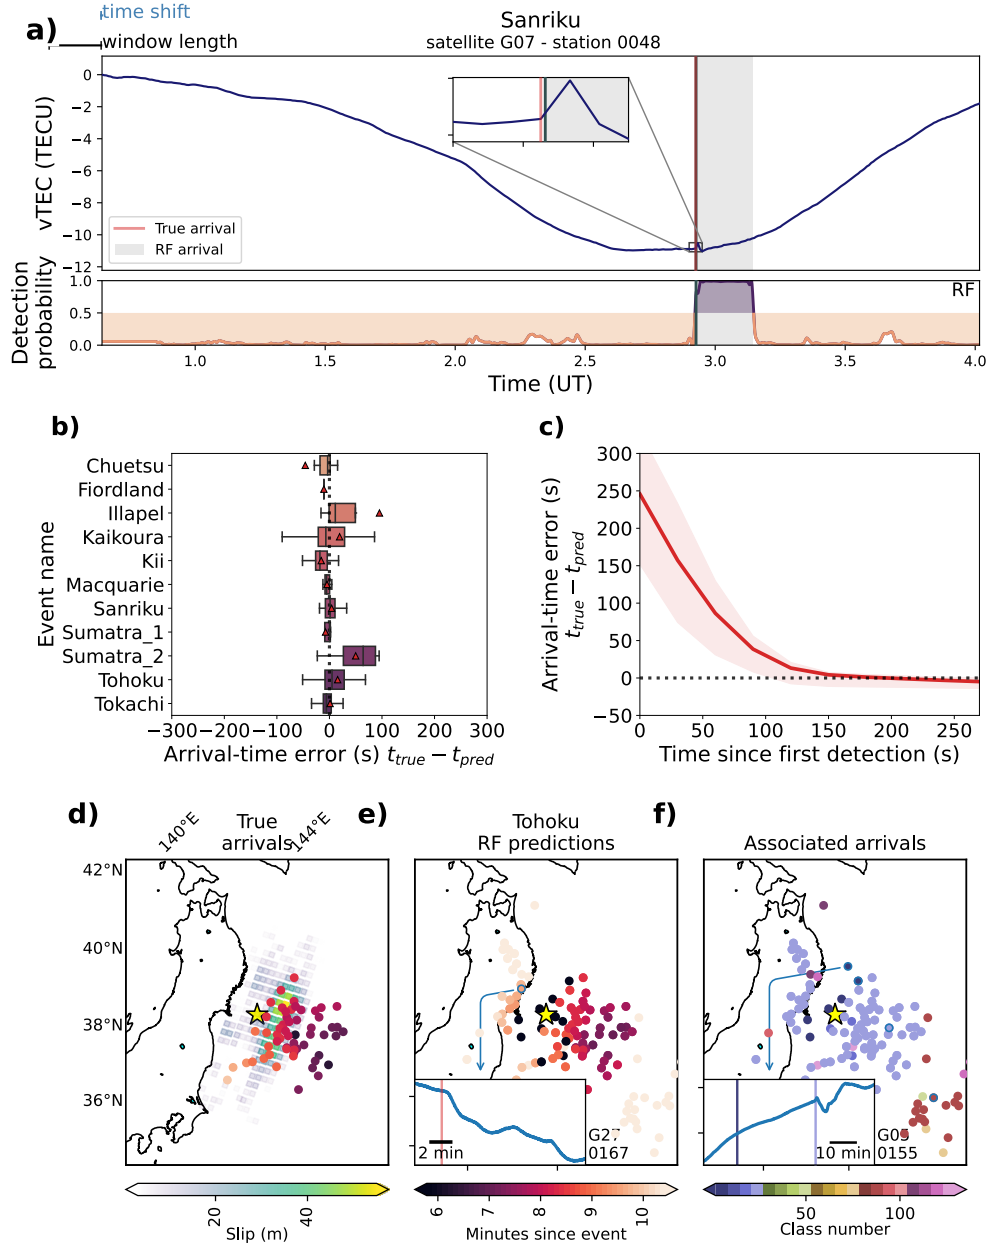 time shift
a)
window length
Sanriku
satellite G07 - station 0048
vTEC (TECU)
0
−2
−4
−6
−8
−10
−12
True arrival
RF arrival
Detection
probability
1.0
0.5
0.0
RF
1.0
1.5
2.0
2.5
3.0
3.5
4.0
Time (UT)
b)
Event name
Chuetsu
Fiordland
Illapel
Kaikoura
Kii
Macquarie
Sanriku
Sumatra_1
Sumatra_2
Tohoku
Tokachi
−300
−200
−100
0
100
200
300
Arrival-time error (s) t_true − t_pred
c)
Arrival-time error (s)
t_true − t_pred
300
250
200
150
100
50
0
−50
0
50
100
150
200
250
Time since first detection (s)
d)
140°E
True
arrivals
144°E
42°N
40°N
38°N
36°N
20
40
Slip (m)
e)
Tohoku
RF predictions
2 min
G27
0167
6
7
8
9
10
Minutes since event
f)
Associated arrivals
10 min
G05
0155
50
100
Class number